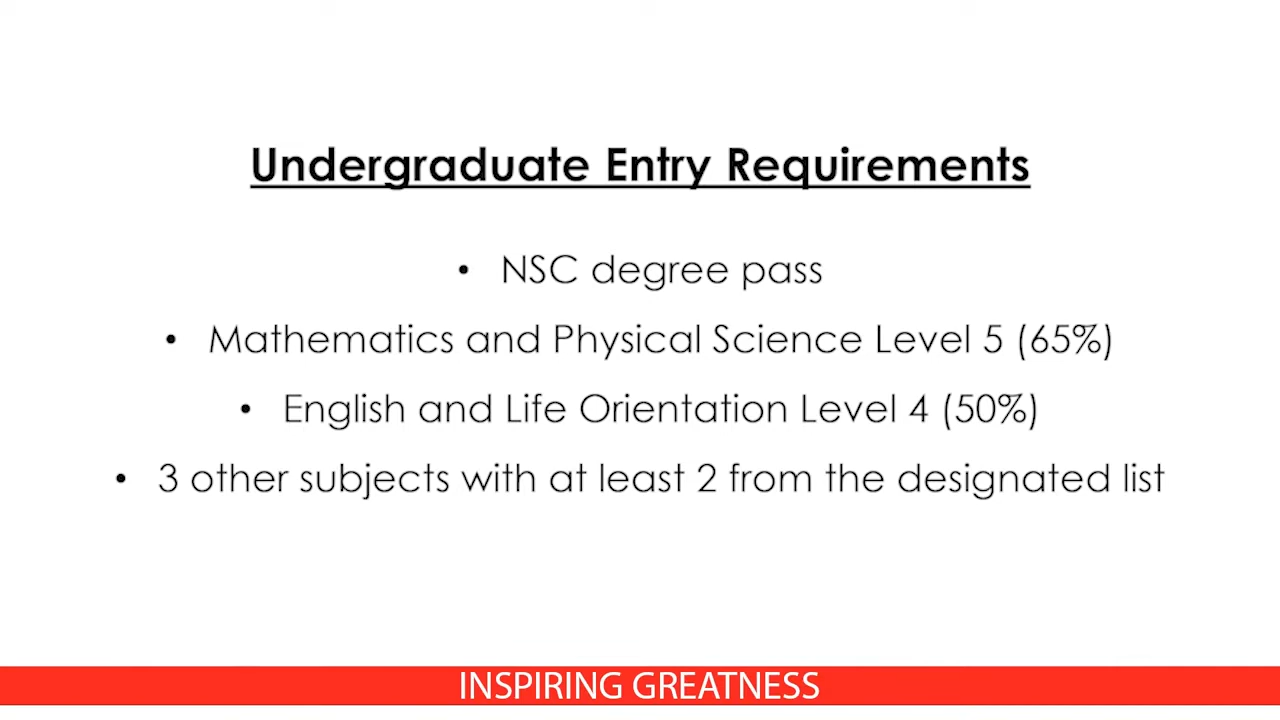 Undergraduate Entry Requirements
• NSC degree pass
• Mathematics and Physical Science Level 5 (65%)
• English and Life Orientation Level 4 (50%)
• 3 other subjects with at least 2 from the designated list
INSPIRING GREATNESS